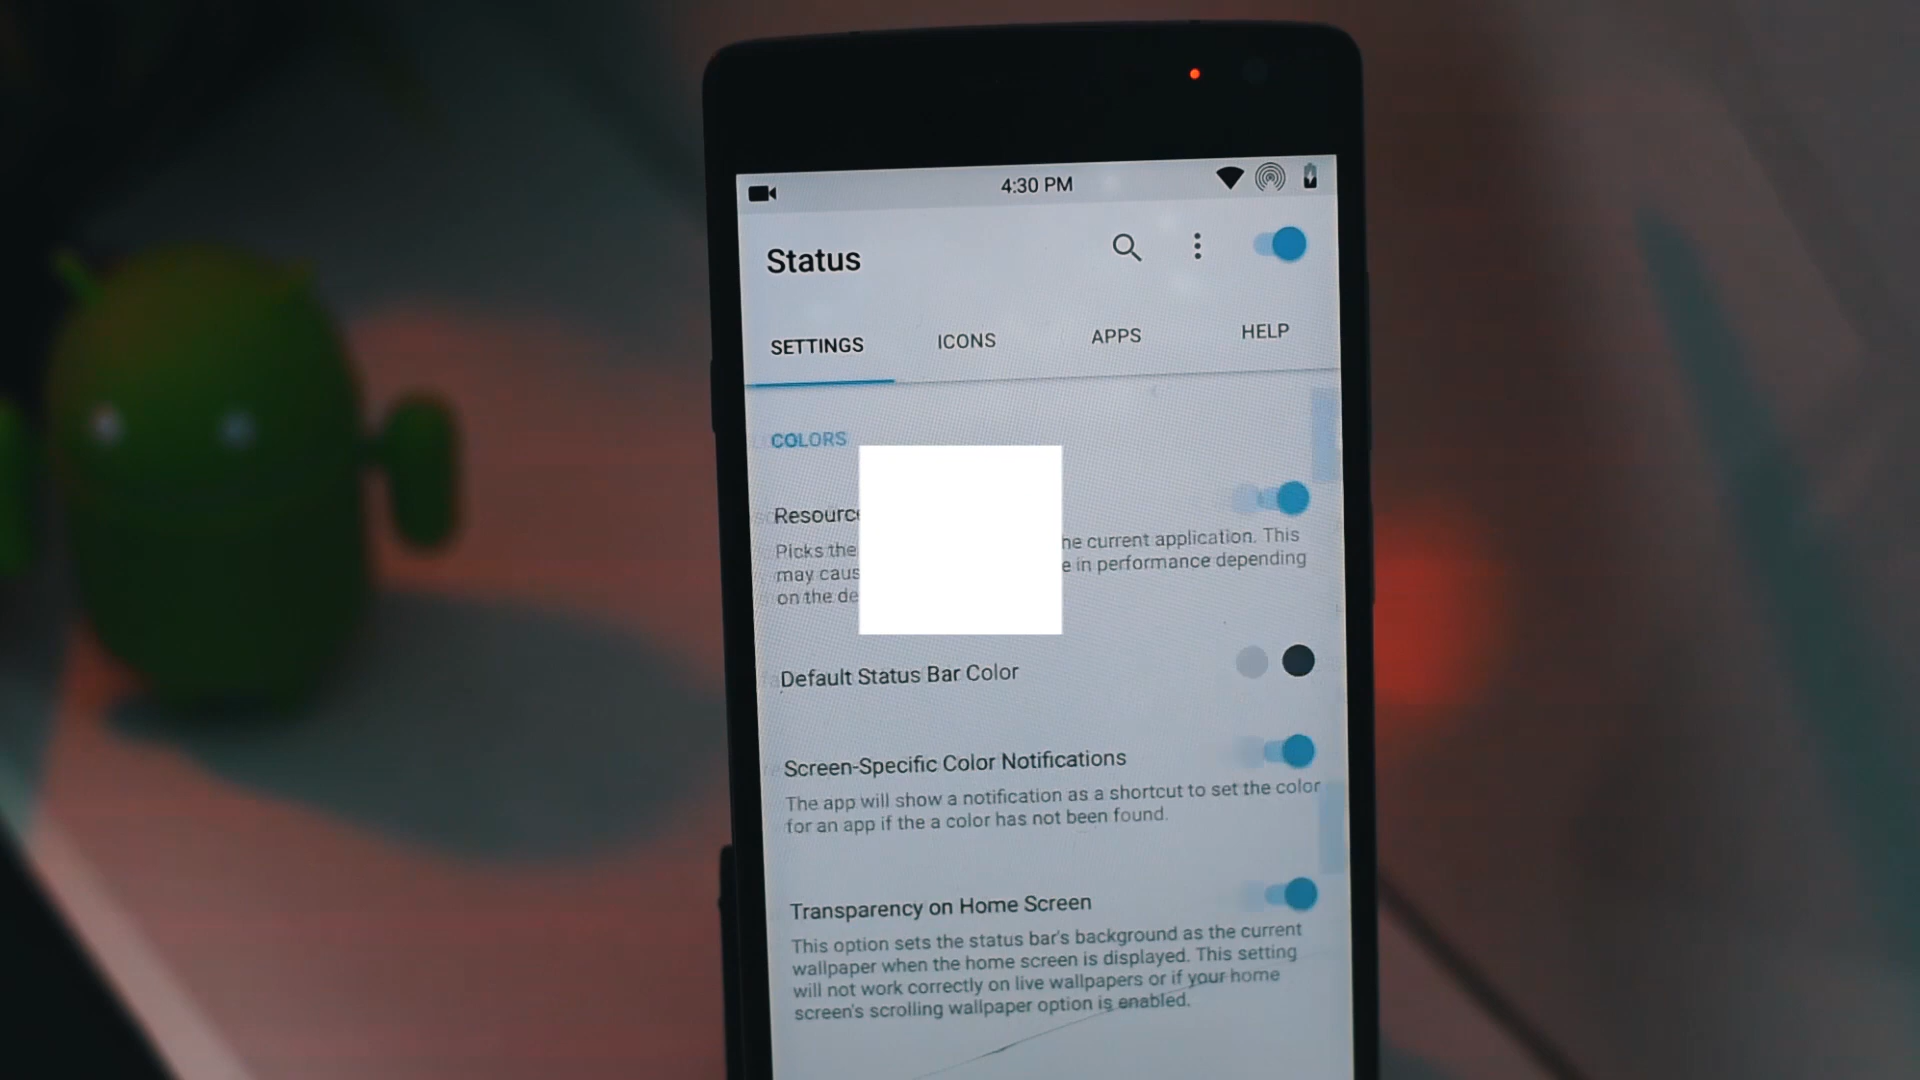 4:30 PM
Status
SETTINGS ICONS APPS HELP
COLORS
Picks the he current application. This
may in performance depending
on the
Default Status Bar Color
Screen-Specific Color Notifications
The app will show a notification as a shortcut to set the color
for an app if the a color has not been found.
Transparency on Home Screen
This option sets the status bar's background as the current
wallpaper when the home screen is displayed. This setting
will not work correctly on live wallpapers or if your home
screen's scrolling wallpaper option is enabled.